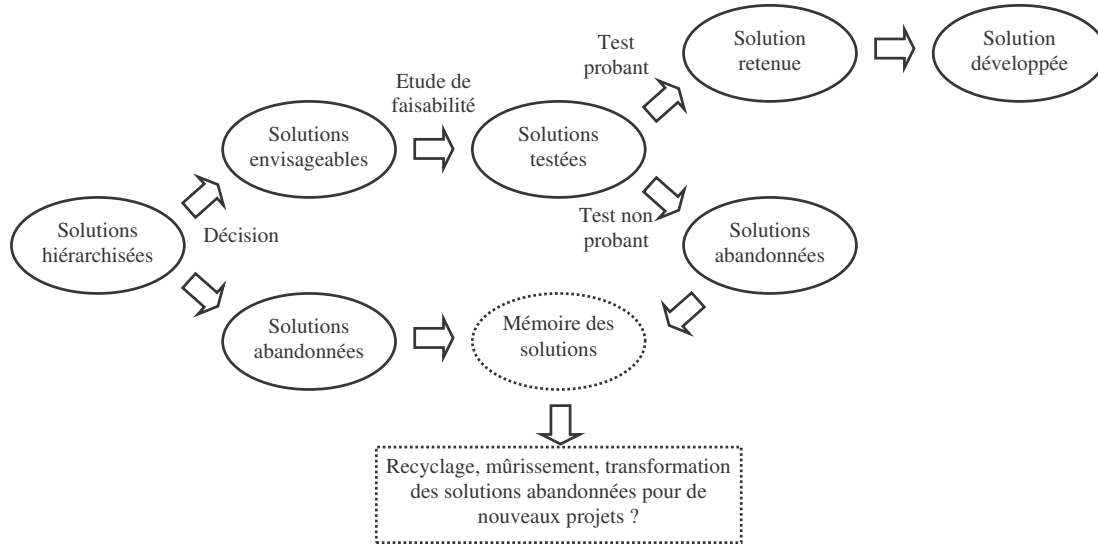 Test
probant
Solution
retenue
Solution
développée
Etude de
faisabilité
Solutions
envisageables
Solutions
testées
Test non
probant
Solutions
hiérarchisées
Décision
Solutions
abandonnées
Solutions
abandonnées
Mémoire des
solutions
Recyclage, mûrissement, transformation
des solutions abandonnées pour de
nouveaux projets ?